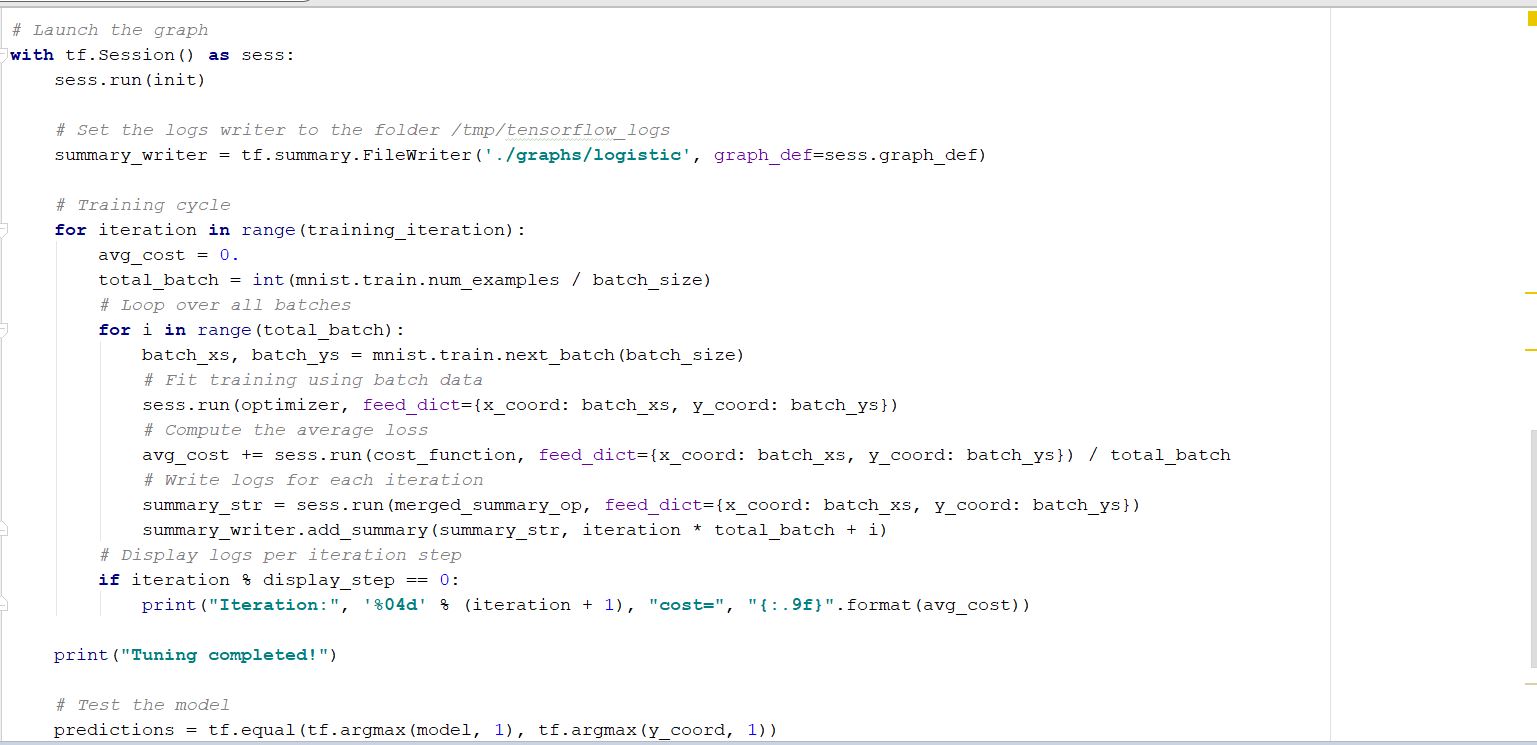 # Launch the graph
with tf.Session() as sess:
    sess.run(init)

    # Set the logs writer to the folder /tmp/tensorflow_logs
    summary_writer = tf.summary.FileWriter('./graphs/logistic', graph_def=sess.graph_def)

    # Training cycle
    for iteration in range(training_iteration):
        avg_cost = 0.
        total_batch = int(mnist.train.num_examples / batch_size)
        # Loop over all batches
        for i in range(total_batch):
            batch_xs, batch_ys = mnist.train.next_batch(batch_size)
            # Fit training using batch data
            sess.run(optimizer, feed_dict={x_coord: batch_xs, y_coord: batch_ys})
            # Compute the average loss
            avg_cost += sess.run(cost_function, feed_dict={x_coord: batch_xs, y_coord: batch_ys}) / total_batch
            # Write logs for each iteration
            summary_str = sess.run(merged_summary_op, feed_dict={x_coord: batch_xs, y_coord: batch_ys})
            summary_writer.add_summary(summary_str, iteration * total_batch + i)
        # Display logs per iteration step
        if iteration % display_step == 0:
            print("Iteration:", '%04d' % (iteration + 1), "cost=", "{:.9f}".format(avg_cost))

    print("Tuning completed!")

    # Test the model
    predictions = tf.equal(tf.argmax(model, 1), tf.argmax(y_coord, 1))